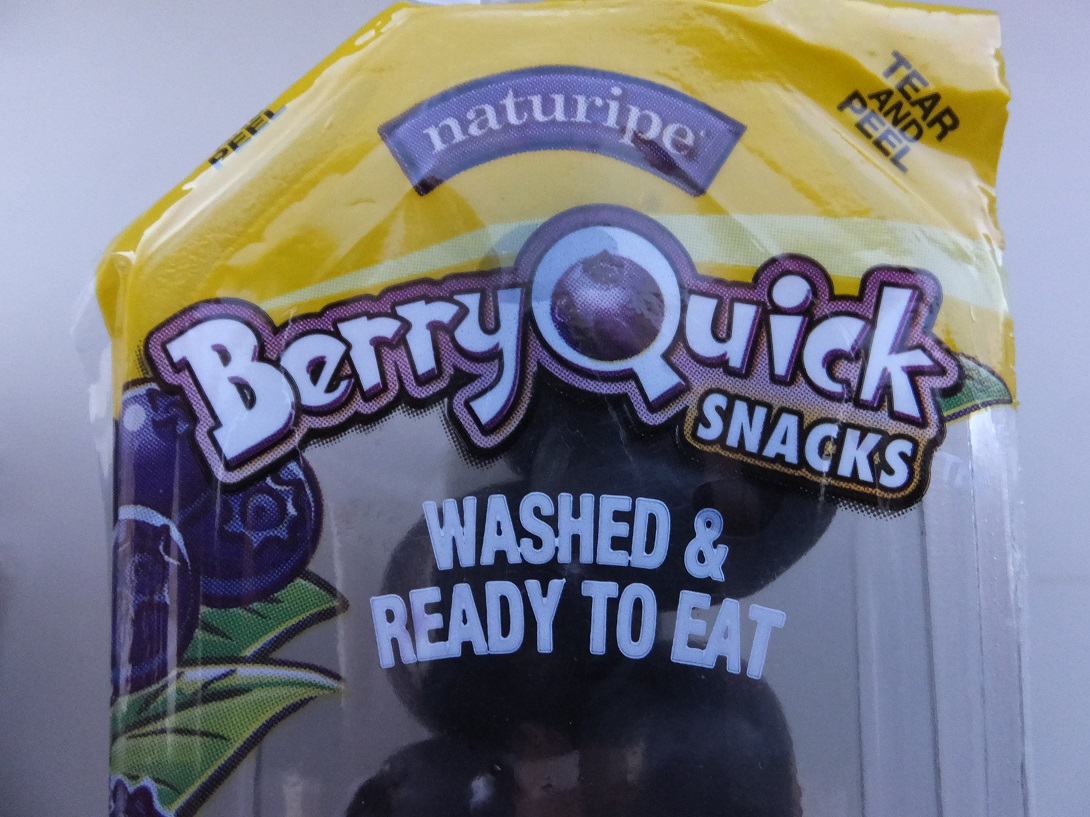 PEEL
naturipe
TEAR
AND
PEEL
BerryQuick
SNACKS
WASHED &
READY TO EAT